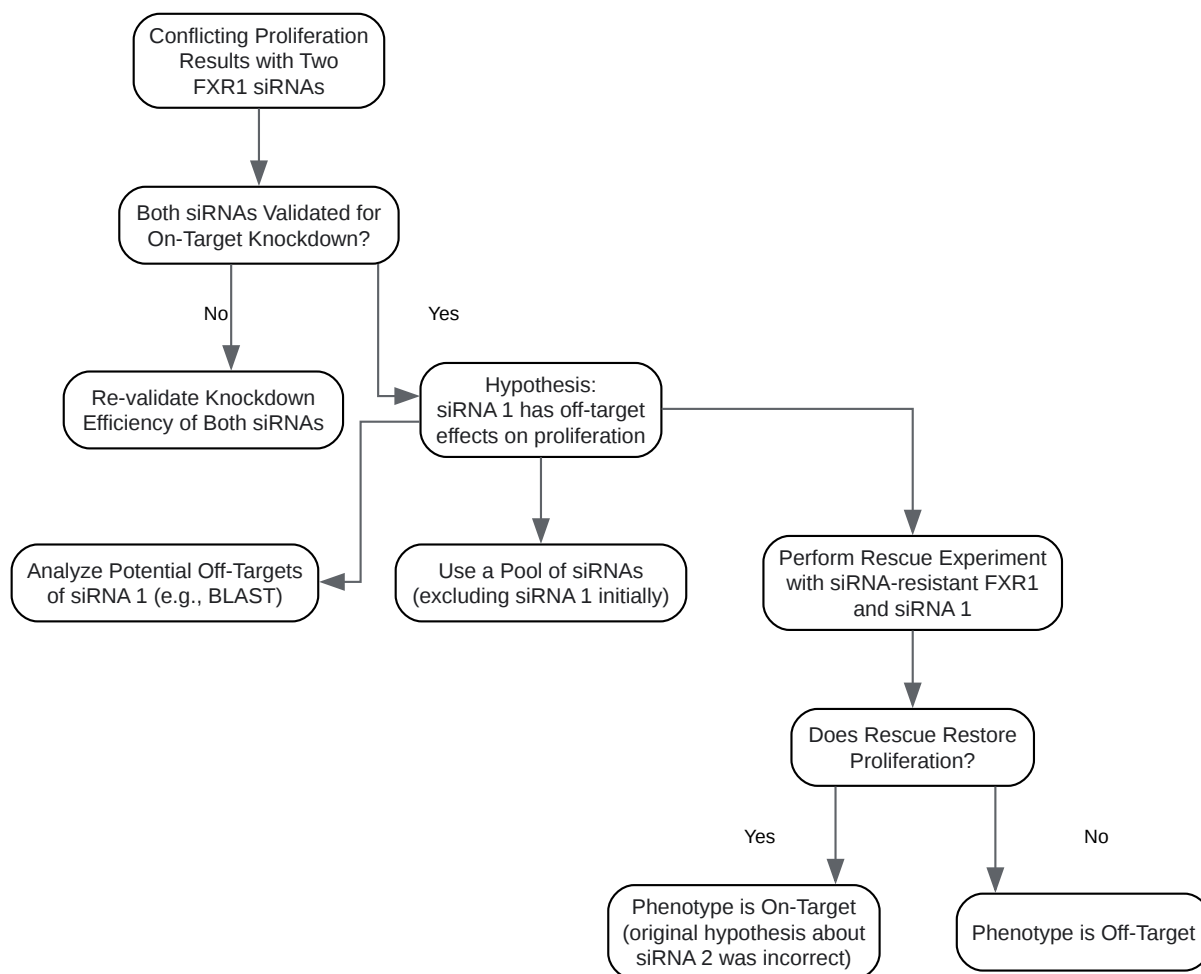 Conflicting Proliferation
Results with Two
FXR1 siRNAs
Both siRNAs Validated for
On-Target Knockdown?
No
Yes
Re-validate Knockdown
Efficiency of Both siRNAs
Hypothesis:
siRNA 1 has off-target
effects on proliferation
Analyze Potential Off-Targets
of siRNA 1 (e.g., BLAST)
Use a Pool of siRNAs
(excluding siRNA 1 initially)
Perform Rescue Experiment
with siRNA-resistant FXR1
and siRNA 1
Does Rescue Restore
Proliferation?
Yes
No
Phenotype is On-Target
(original hypothesis about
siRNA 2 was incorrect)
Phenotype is Off-Target